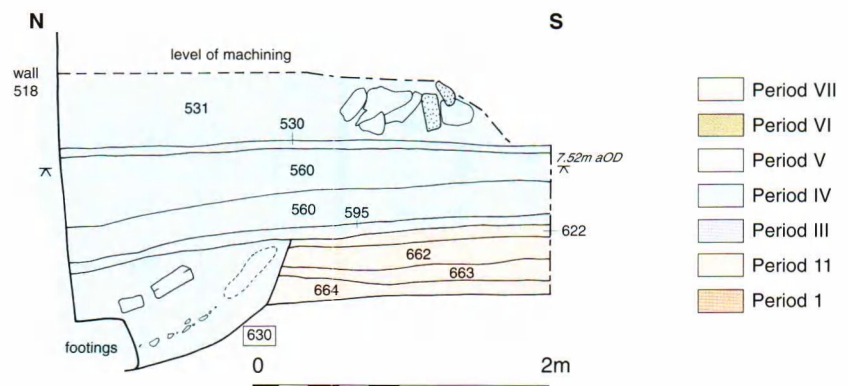 N
S
level of machining
wall
518
531
530
7.52m aOD
560
560
595
622
662
663
664
630
footings
0
2m
Period VII
Period VI
Period V
Period IV
Period III
Period 11
Period 1